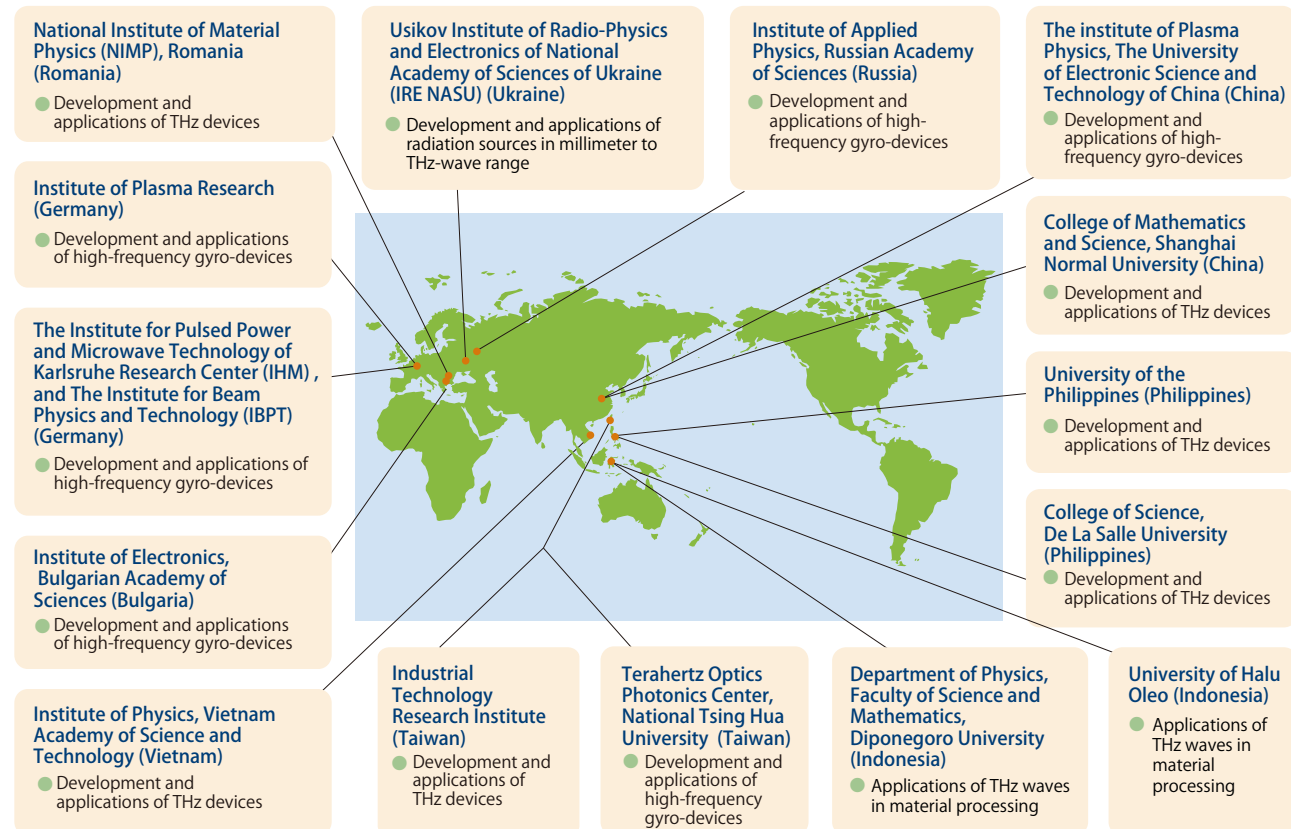 National Institute of Material
Physics (NIMP), Romania
(Romania)
Development and
applications of THz devices
Usikov Institute of Radio-Physics
and Electronics of National
Academy of Sciences of Ukraine
(IRE NASU) (Ukraine)
Development and applications of
radiation sources in millimeter to
THz-wave range
Institute of Applied
Physics, Russian Academy
of Sciences (Russia)
Development and
applications of high-
frequency gyro-devices
The institute of Plasma
Physics, The University
of Electronic Science and
Technology of China (China)
Development and
applications of high-
frequency gyro-devices
Institute of Plasma Research
(Germany)
Development and applications
of high-frequency gyro-devices
College of Mathematics
and Science, Shanghai
Normal University (China)
Development and
applications of THz devices
The Institute for Pulsed Power
and Microwave Technology of
Karlsruhe Research Center (IHM) ,
and The Institute for Beam
Physics and Technology (IBPT)
(Germany)
Development and applications of
high-frequency gyro-devices
University of the
Philippines (Philippines)
Development and
applications of THz devices
College of Science,
De La Salle University
(Philippines)
Development and
applications of THz devices
Institute of Electronics,
Bulgarian Academy of
Sciences (Bulgaria)
Development and applications
of high-frequency gyro-devices
Institute of Physics, Vietnam
Academy of Science and
Technology (Vietnam)
Development and
applications of THz devices
Industrial
Technology
Research Institute
(Taiwan)
Development and
applications of
THz devices
Terahertz Optics
Photonics Center,
National Tsing Hua
University (Taiwan)
Development and
applications of
high-frequency
gyro-devices
Department of Physics,
Faculty of Science and
Mathematics,
Diponegoro University
(Indonesia)
Applications of THz waves
in material processing
University of Halu
Oleo (Indonesia)
Applications of
THz waves in
material
processing